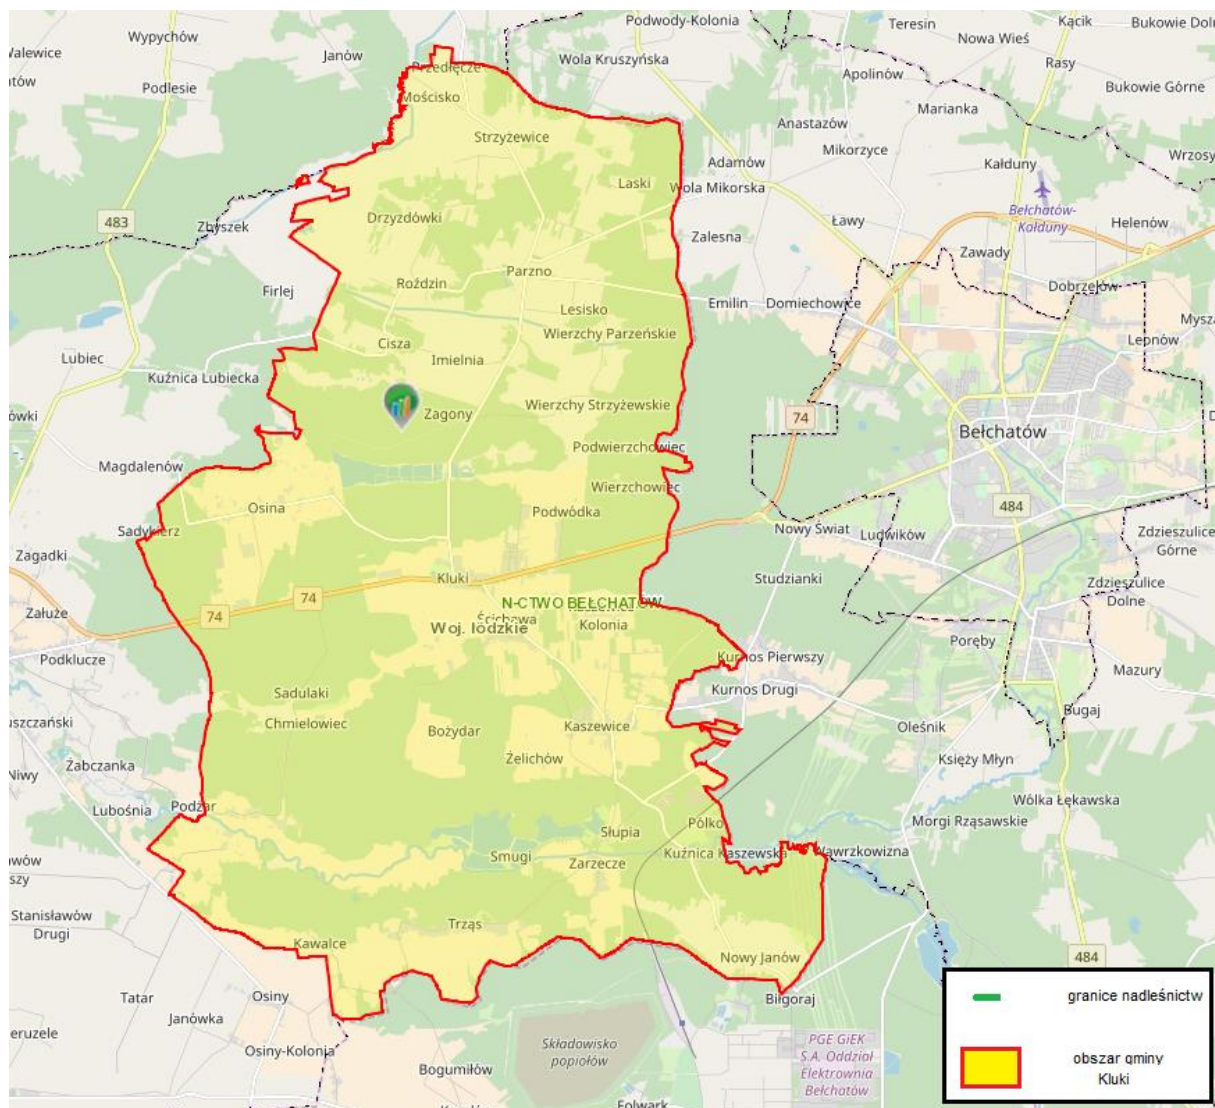 Podwody-Kolonia
Teresin
Kącik
Bukowie Doln
Wypychów
Nowa Wieś
Walewice
Janów
Wola Kruszyńska
Rasy
Przedłęcze
Apolinów
Podlesie
Bukowie Górne
Mościsko
Marianka
Strzyżewice
Anastazów
Mikorzyce
Wrzosy
Adamów
Kałduny
Laski
Wola Mikorska
Bełchatów-
Kałduny
483
Drzyzdówki
Ławy
Helenów
Zbyszek
Zalesna
Zawady
Parzno
Roździn
Dobrzelów
Firlej
Emilin
Domiechowice
Lesisko
Mysza
Wierzchy Parzeńskie
Cisza
Lepnów
Lubiec
Imielnia
Kuźnica Lubiecka
Zagony
Wierzchy Strzyżewskie
74
ówki
Bełchatów
Podwierzchowiec
Magdalenów
Wierzchowiec
Osina
Podwódka
484
Sadykierz
Nowy Świat
Ludwików
Zdzieszulice
Górne
Zagadki
Kluki
Studzianki
Zdzieszulice
Dolne
74
Załuże
74
N-CTWO BEŁCHATÓW
Ścichawa
Kolonia
Woj. łódzkie
Poręby
Podklucze
Kurnos Pierwszy
Mazury
Sadulaki
Kurnos Drugi
Bugaj
uszczański
Chmielowiec
Bożydar
Kaszewice
Oleśnik
Żabczanka
Żelichów
Księży Młyn
Niwy
Lubośnia
Podżar
Wólka Łękawska
Pólko
Morgi Rząsawskie
Słupia
Smugi
Zarzecze
Kuźnica Kaszewska
Wawrzkowizna
Stanisławów
Drugi
Trząs
Kawalce
Nowy Janów
484
Tatar
Osiny
Biłgoraj
granice nadleśnictw
Janówka
eruzele
Składowisko
popiołów
PGE GiEK
S.A. Oddział
Elektrownia
Bełchatów
Osiny-Kolonia
obszar gminy
Kluki
Bogumiłów
Folwark